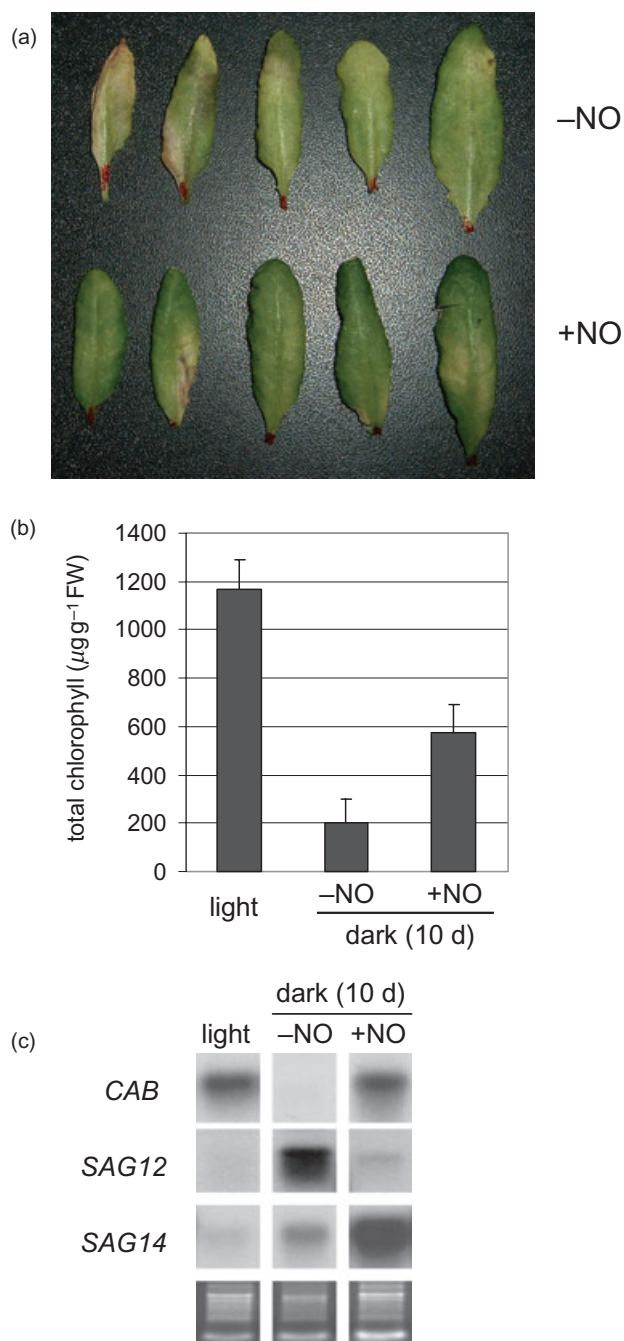 (a)
–NO
+NO
(b)
1400
1200
1000
800
600
400
200
0
total chlorophyll (μg g⁻¹ FW)
light
–NO
+NO
dark (10 d)
(c)
dark (10 d)
light
–NO
+NO
CAB
SAG12
SAG14